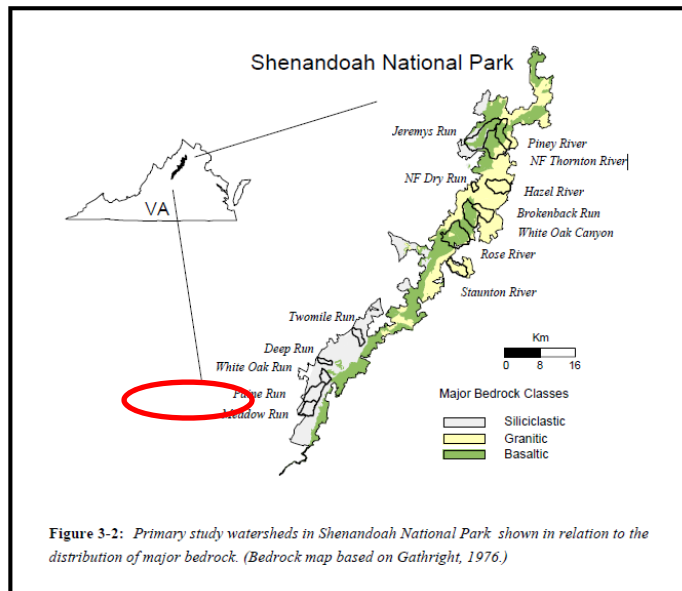 Shenandoah National Park
Jeremys Run
Piney River
NF Thornton River
NF Dry Run
Hazel River
VA
Brokenback Run
White Oak Canyon
Rose River
Staunton River
Twomile Run
Km
0 8 16
Deep Run
White Oak Run
Paine Run
Meadow Run
Major Bedrock Classes
Siliciclastic
Granitic
Basaltic
Figure 3-2: Primary study watersheds in Shenandoah National Park shown in relation to the
distribution of major bedrock. (Bedrock map based on Gathright, 1976.)